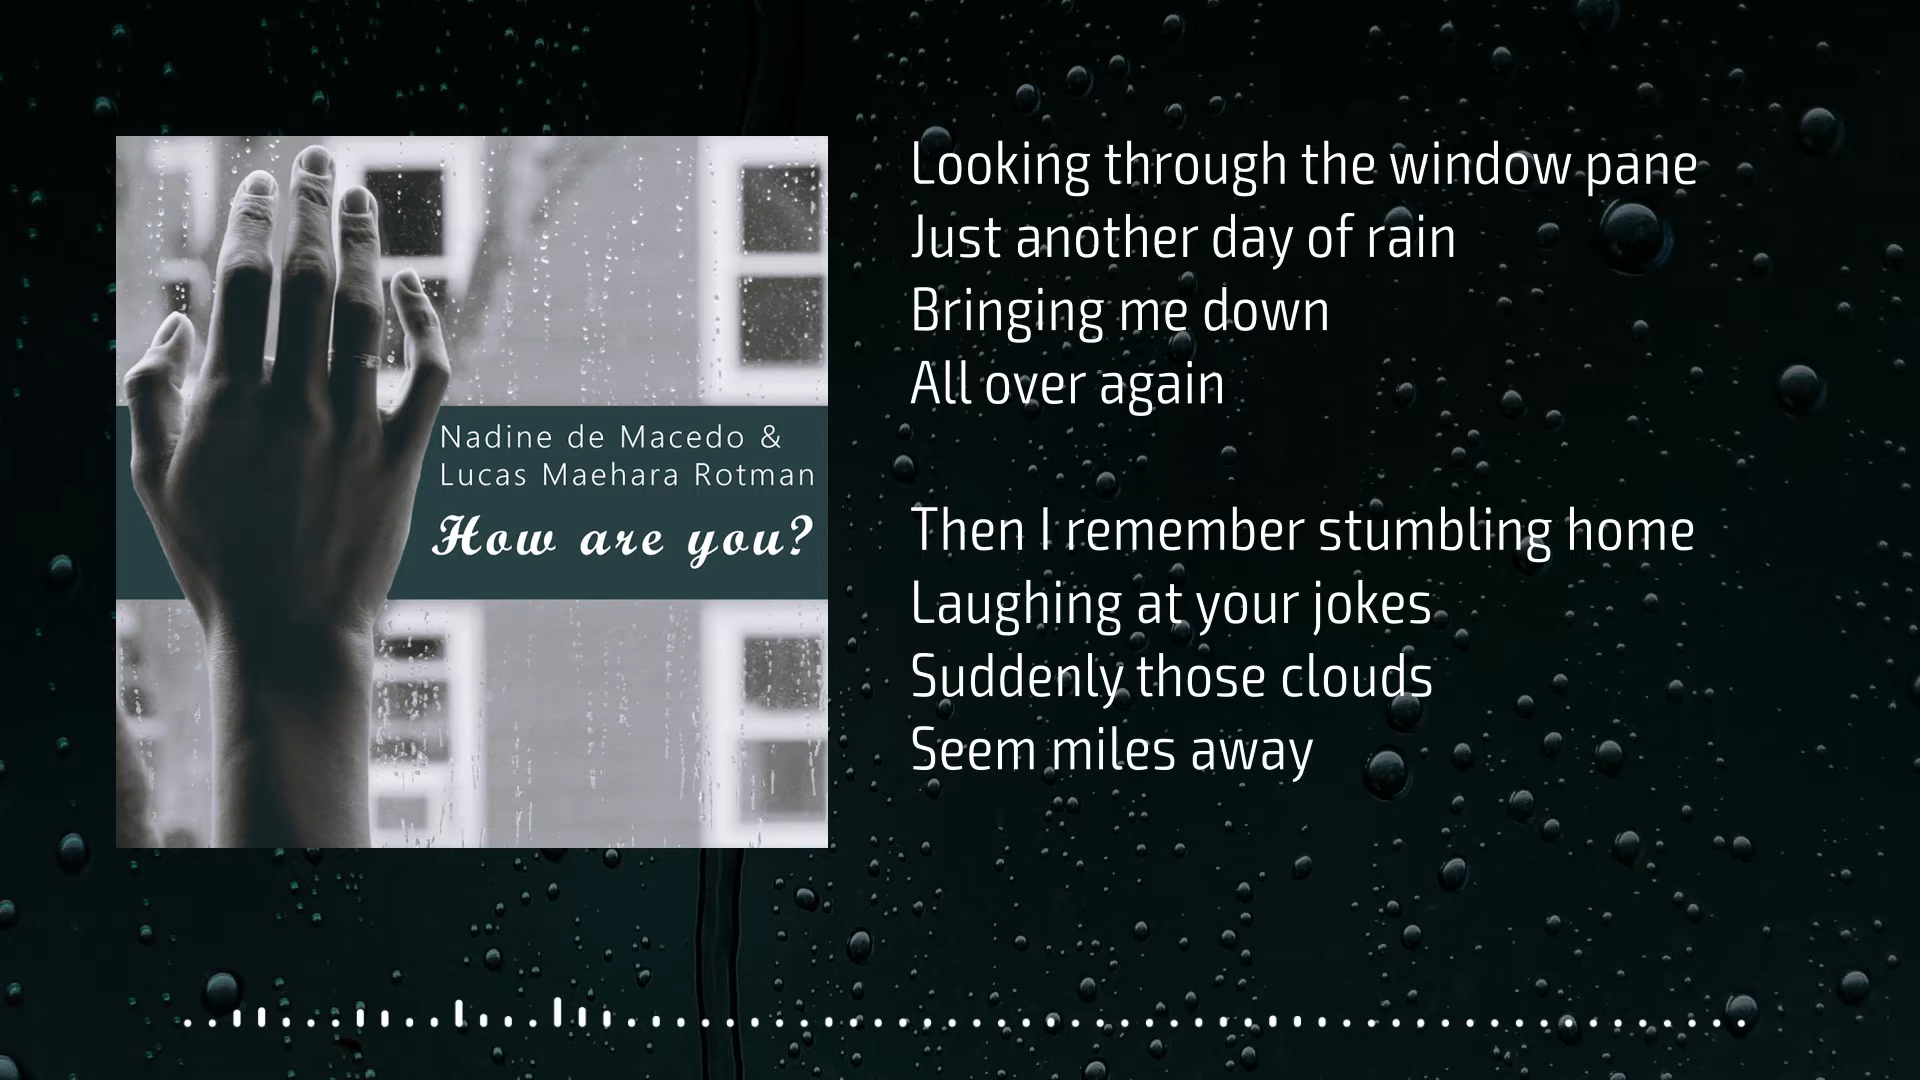 Nadine de Macedo &
Lucas Maehara Rotman
How are you?
Looking through the window pane
Just another day of rain
Bringing me down
All over again
Then I remember stumbling home
Laughing at your jokes
Suddenly those clouds
Seem miles away